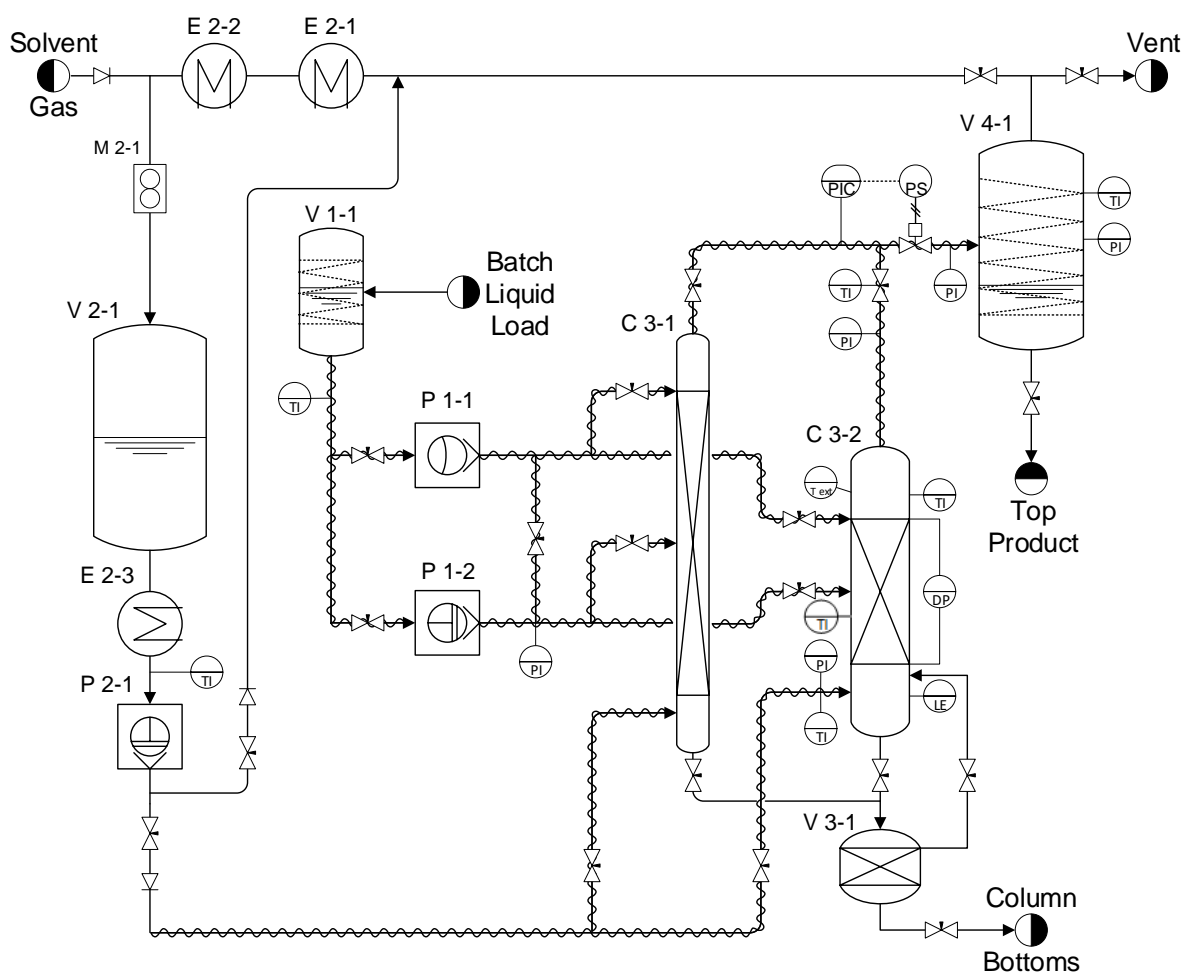 E 2-2
E 2-1
Solvent
Gas
Vent
M 2-1
V 4-1
PIC
PS
TI
V 1-1
PI
Batch
Liquid
Load
TI
PI
V 2-1
C 3-1
PI
TI
P 1-1
C 3-2
T ext
TI
Top
Product
E 2-3
P 1-2
DP
TI
PI
PI
TI
P 2-1
LE
TI
V 3-1
Column
Bottoms